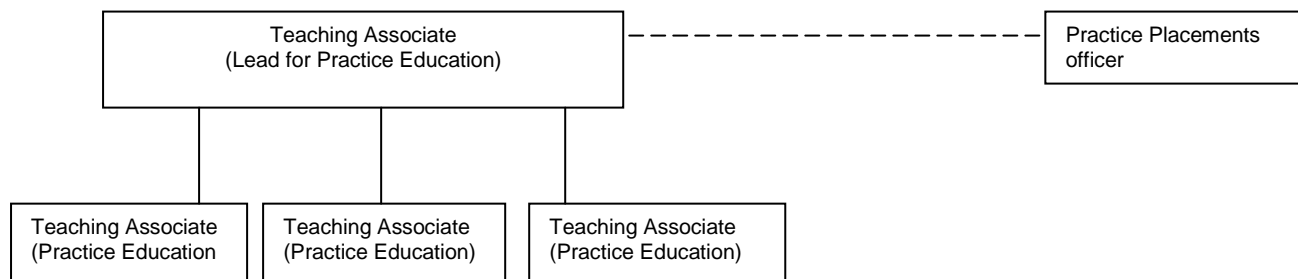 Teaching Associate
(Lead for Practice Education)
Practice Placements
officer
Teaching Associate
(Practice Education
Teaching Associate
(Practice Education)
Teaching Associate
(Practice Education)